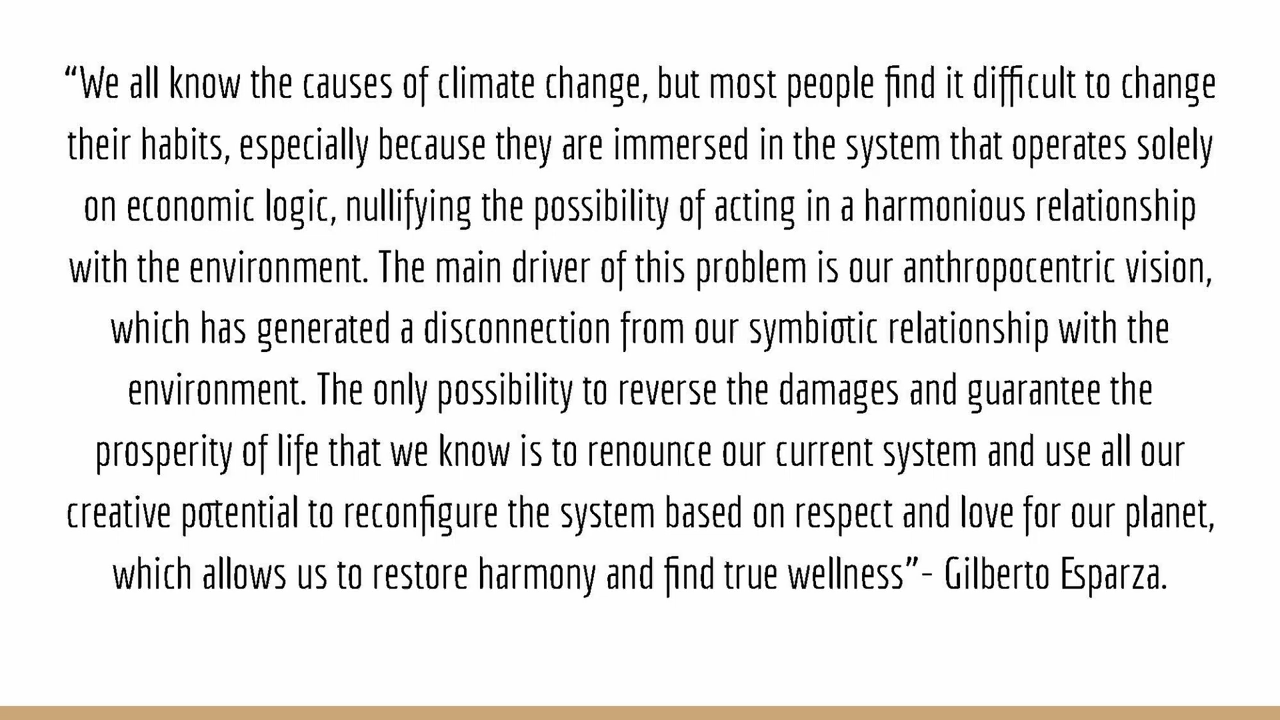 “We all know the causes of climate change, but most people find it difficult to change
their habits, especially because they are immersed in the system that operates solely
on economic logic, nullifying the possibility of acting in a harmonious relationship
with the environment. The main driver of this problem is our anthropocentric vision,
which has generated a disconnection from our symbiotic relationship with the
environment. The only possibility to reverse the damages and guarantee the
prosperity of life that we know is to renounce our current system and use all our
creative potential to reconfigure the system based on respect and love for our planet,
which allows us to restore harmony and find true wellness”- Gilberto Esparza.